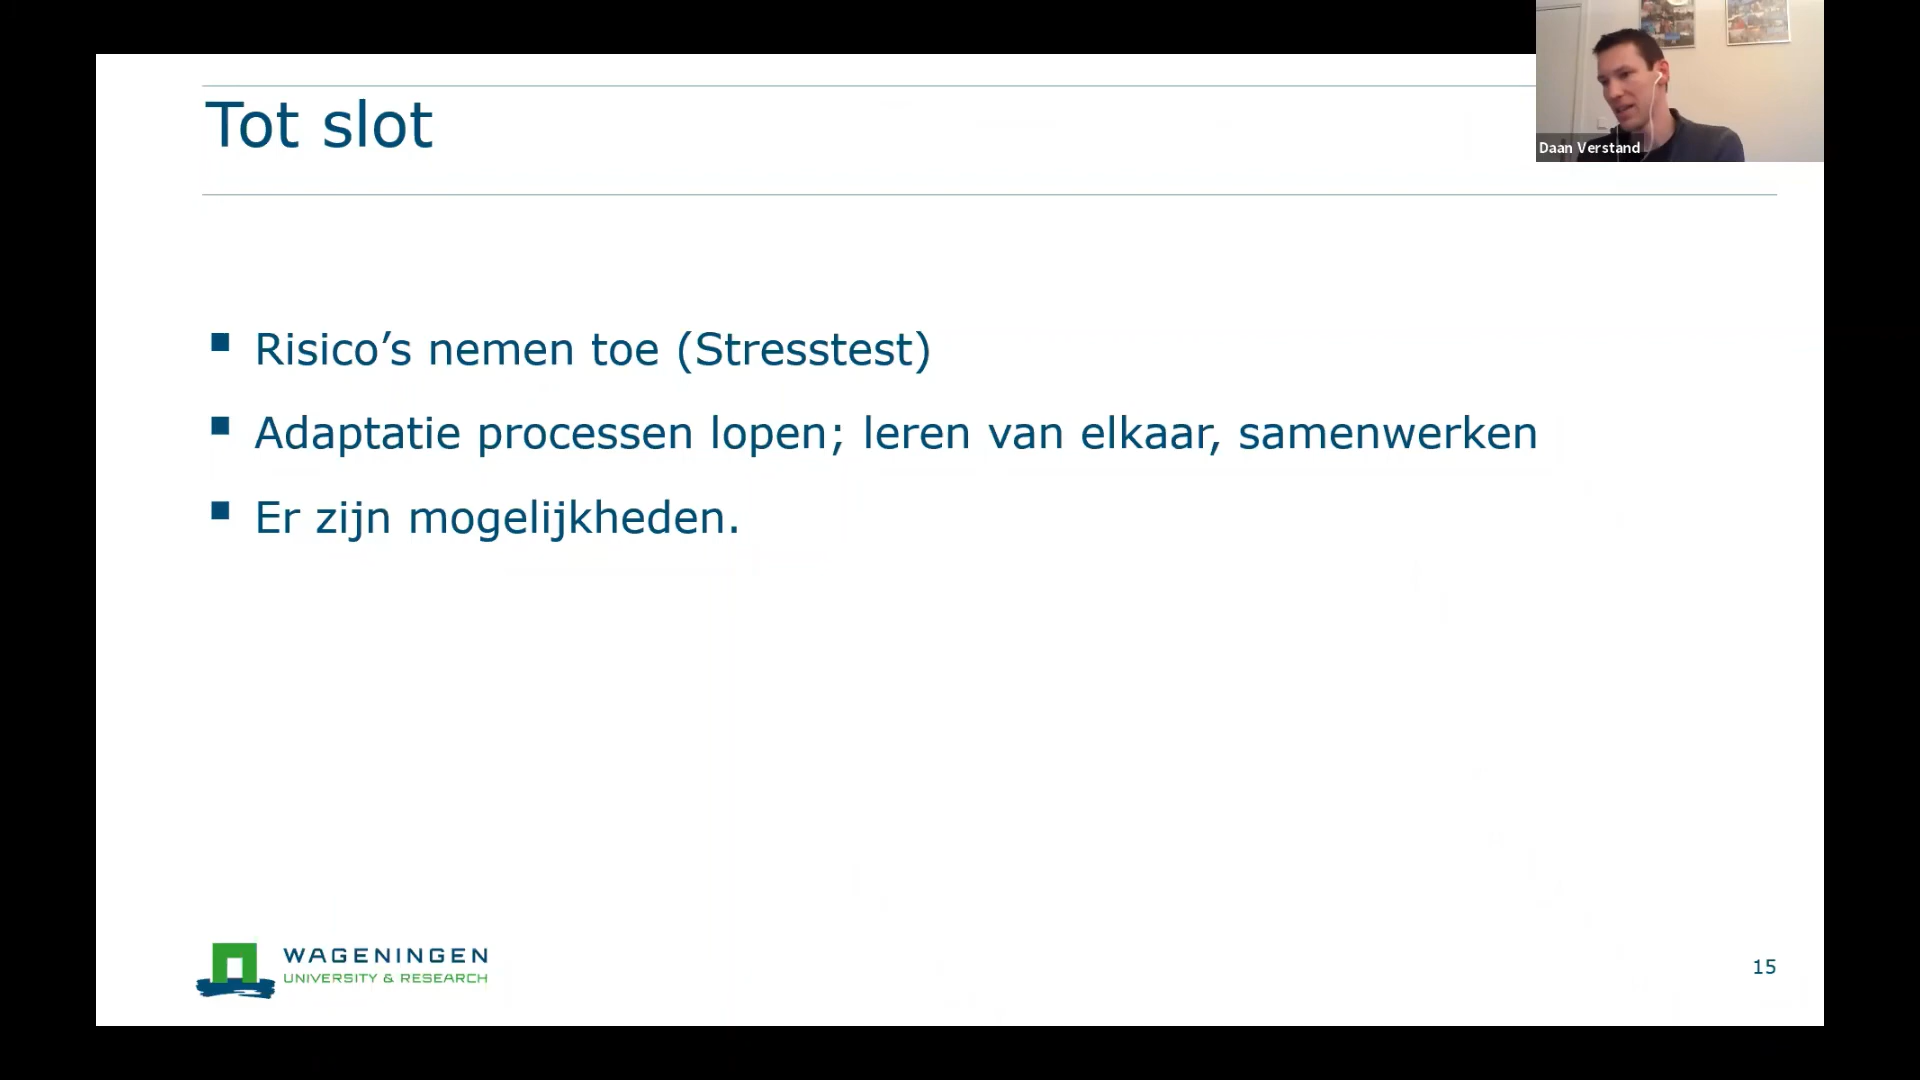 Tot slot
Daan Verstand
Risico’s nemen toe (Stresstest)
Adaptatie processen lopen; leren van elkaar, samenwerken
Er zijn mogelijkheden.
WAGENINGEN
UNIVERSITY & RESEARCH
15